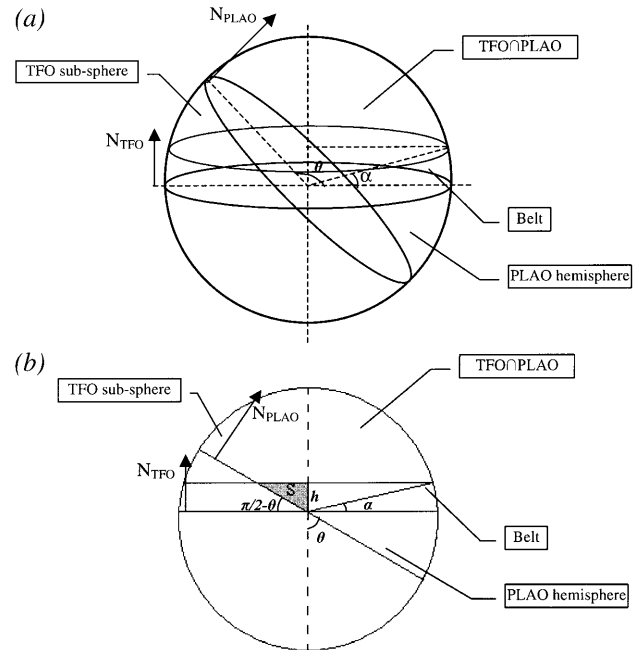 (a)
N_PLAO
TFO∩PLAO
TFO sub-sphere
N_TFO
θ
α
Belt
PLAO hemisphere
(b)
TFO∩PLAO
TFO sub-sphere
N_PLAO
N_TFO
S
h
π/2-θ
α
θ
Belt
PLAO hemisphere